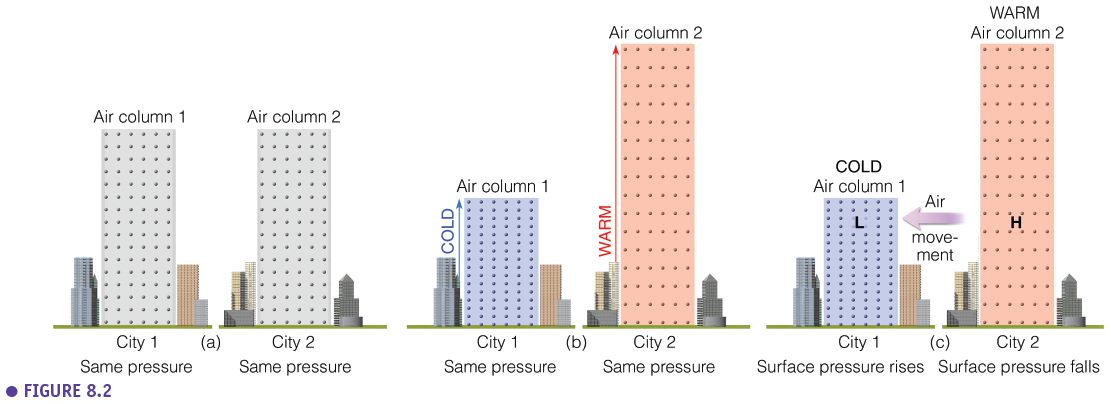 Air column 1
Air column 2
City 1
(a)
City 2
Same pressure
Same pressure
Air column 2
Air column 1
COLD
WARM
City 1
(b)
City 2
Same pressure
Same pressure
WARM
Air column 2
COLD
Air column 1
L
Air
move-
ment
H
City 1
(c)
City 2
Surface pressure rises
Surface pressure falls
● FIGURE 8.2